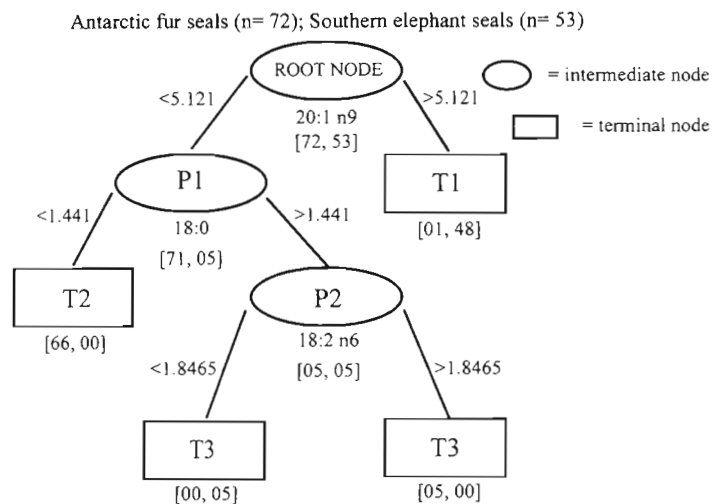 Antarctic fur seals (n= 72); Southern elephant seals (n= 53)
ROOT NODE
= intermediate node
<5.121
>5.121
20:1 n9
[72, 53]
= terminal node
P1
T1
<1.441
>1.441
18:0
[01, 48]
[71, 05]
T2
P2
[66, 00]
18:2 n6
<1.8465
[05, 05]
>1.8465
T3
T3
[00, 05]
[05, 00]